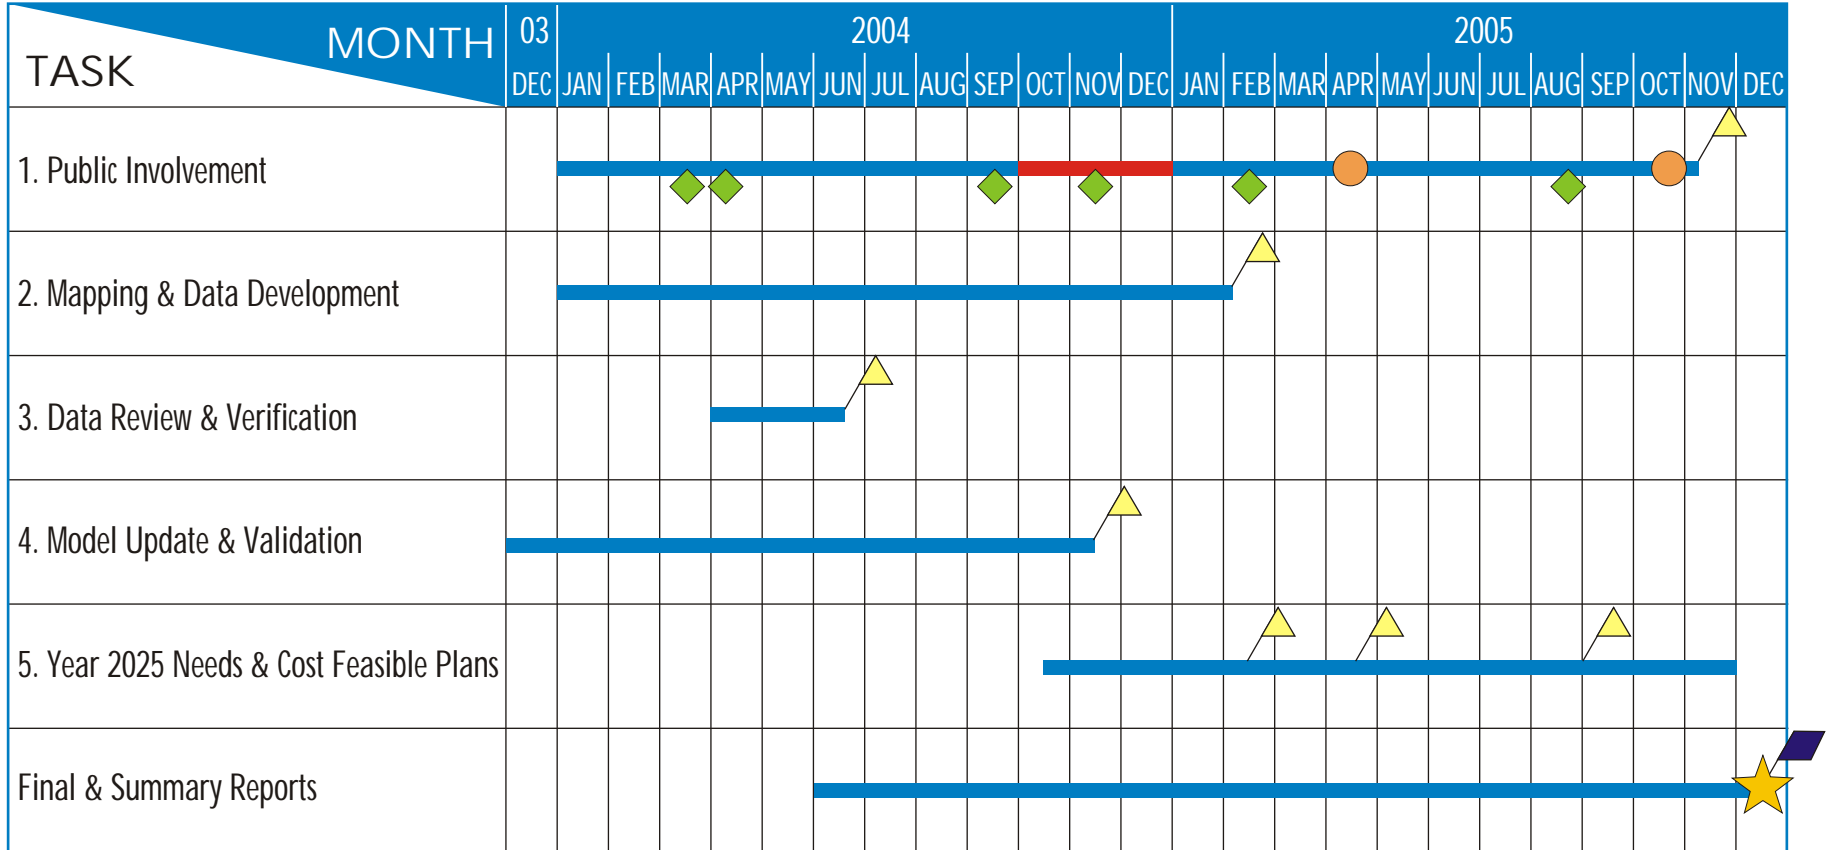 MONTH
TASK
03 2004 2005
DEC JAN FEB MAR APR MAY JUN JUL AUG SEP OCT NOV DEC JAN FEB MAR APR MAY JUN JUL AUG SEP OCT NOV DEC
1. Public Involvement
2. Mapping & Data Development
3. Data Review & Verification
4. Model Update & Validation
5. Year 2025 Needs & Cost Feasible Plans
Final & Summary Reports